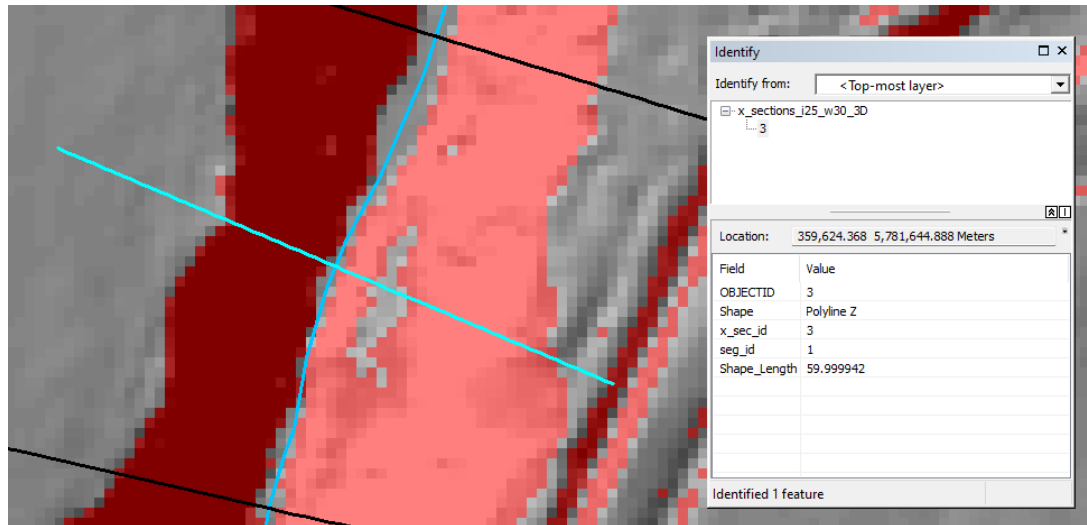 Identify
Identify from: <Top-most layer>
x_sections_i25_w30_3D
3
Location: 359,624.368 5,781,644.888 Meters
Field Value
OBJECTID 3
Shape Polyline Z
x_sec_id 3
seg_id 1
Shape_Length 59.999942
Identified 1 feature